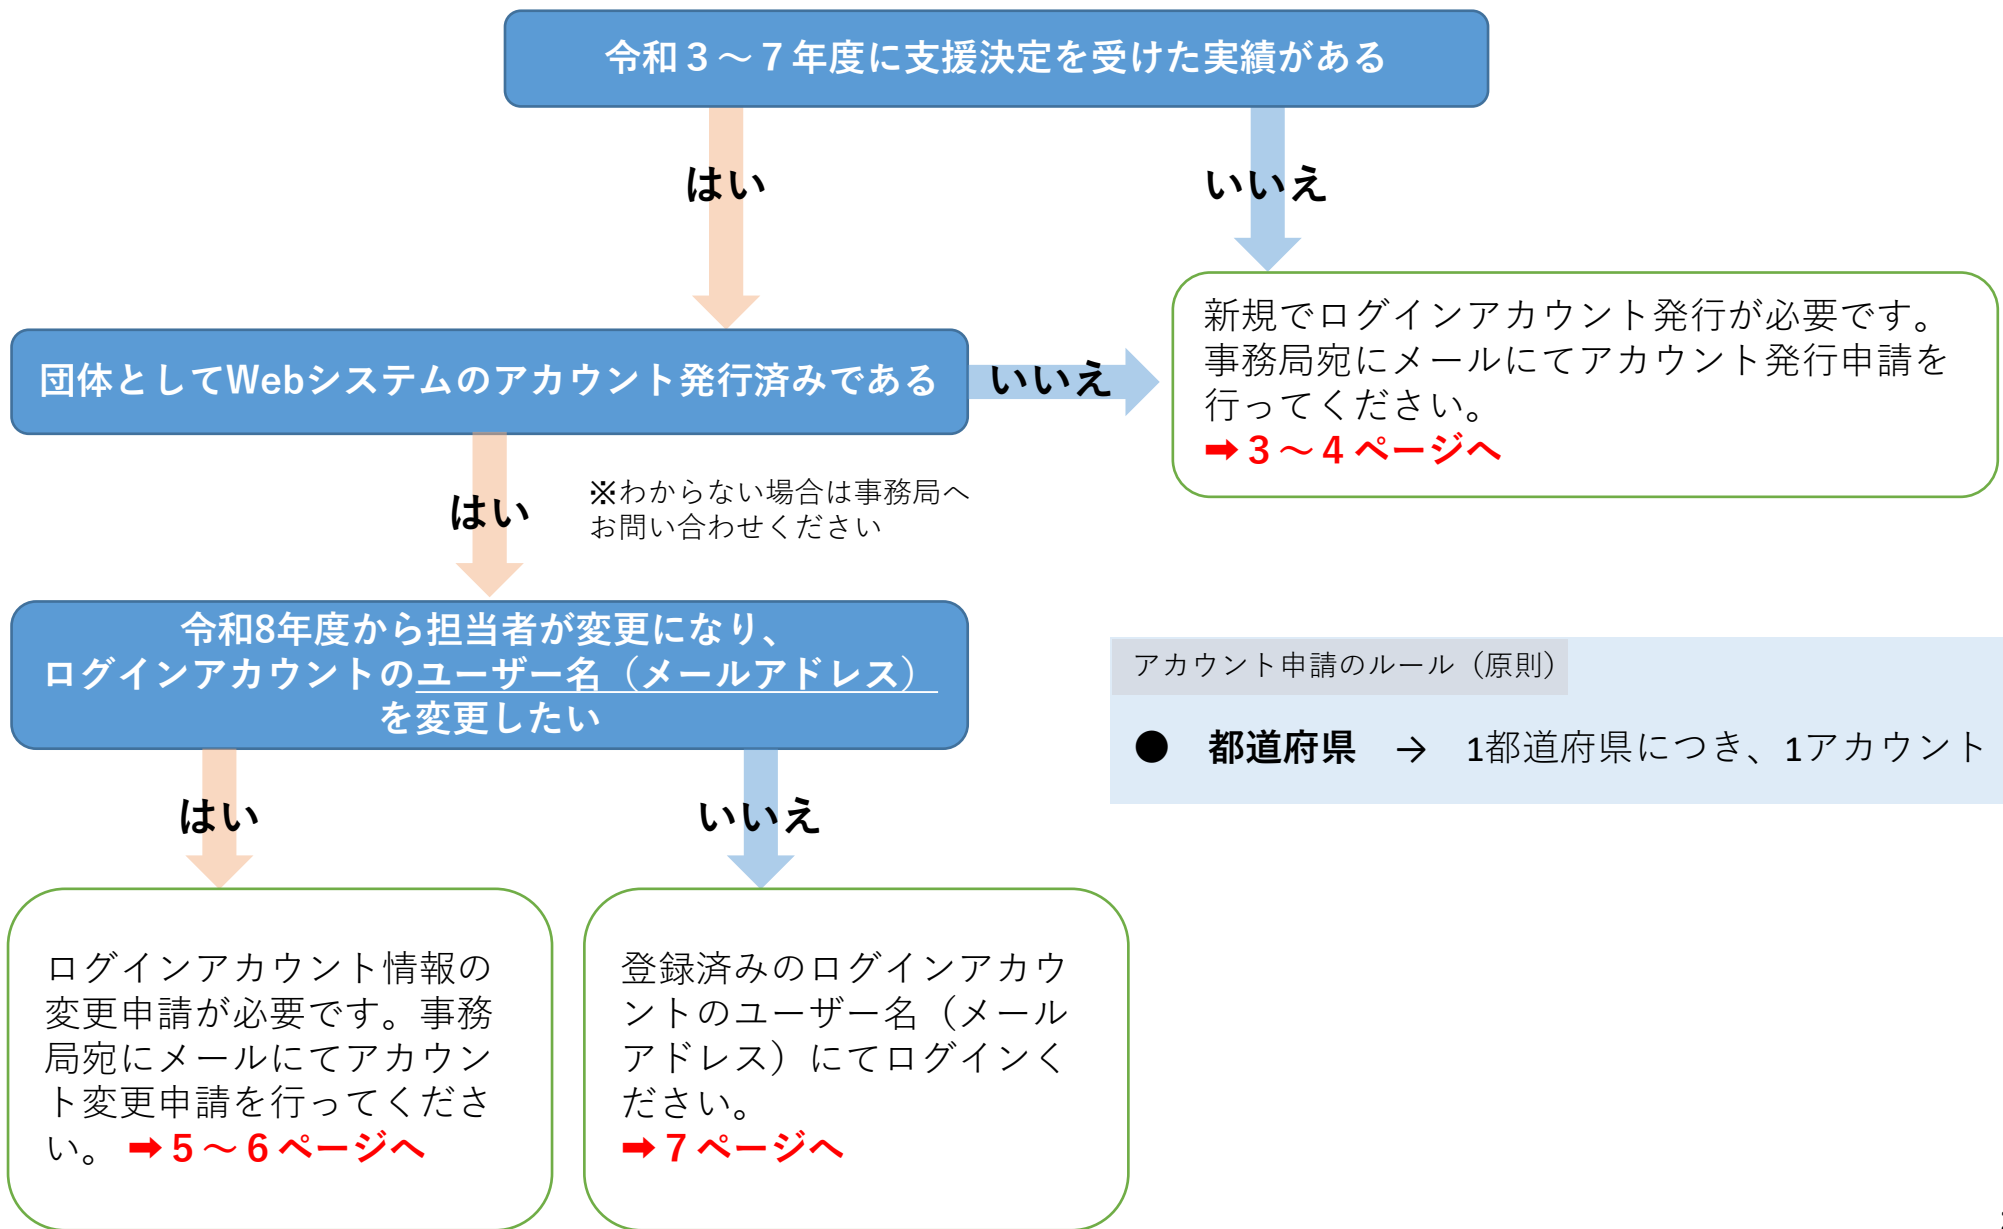 令和３～７年度に支援決定を受けた実績がある
はい
いいえ
新規でログインアカウント発行が必要です。
事務局宛にメールにてアカウント発行申請を
行ってください。
➡３～４ページへ
団体としてWebシステムのアカウント発行済みである
いいえ
はい
※わからない場合は事務局へ
お問い合わせください
令和8年度から担当者が変更になり、
ログインアカウントのユーザー名（メールアドレス）
を変更したい
アカウント申請のルール（原則）
●　都道府県　→　1都道府県につき、1アカウント
はい
いいえ
ログインアカウント情報の
変更申請が必要です。事務
局宛にメールにてアカウン
ト変更申請を行ってくださ
い。➡５～６ページへ
登録済みのログインアカウ
ントのユーザー名（メール
アドレス）にてログインく
ださい。
➡７ページへ